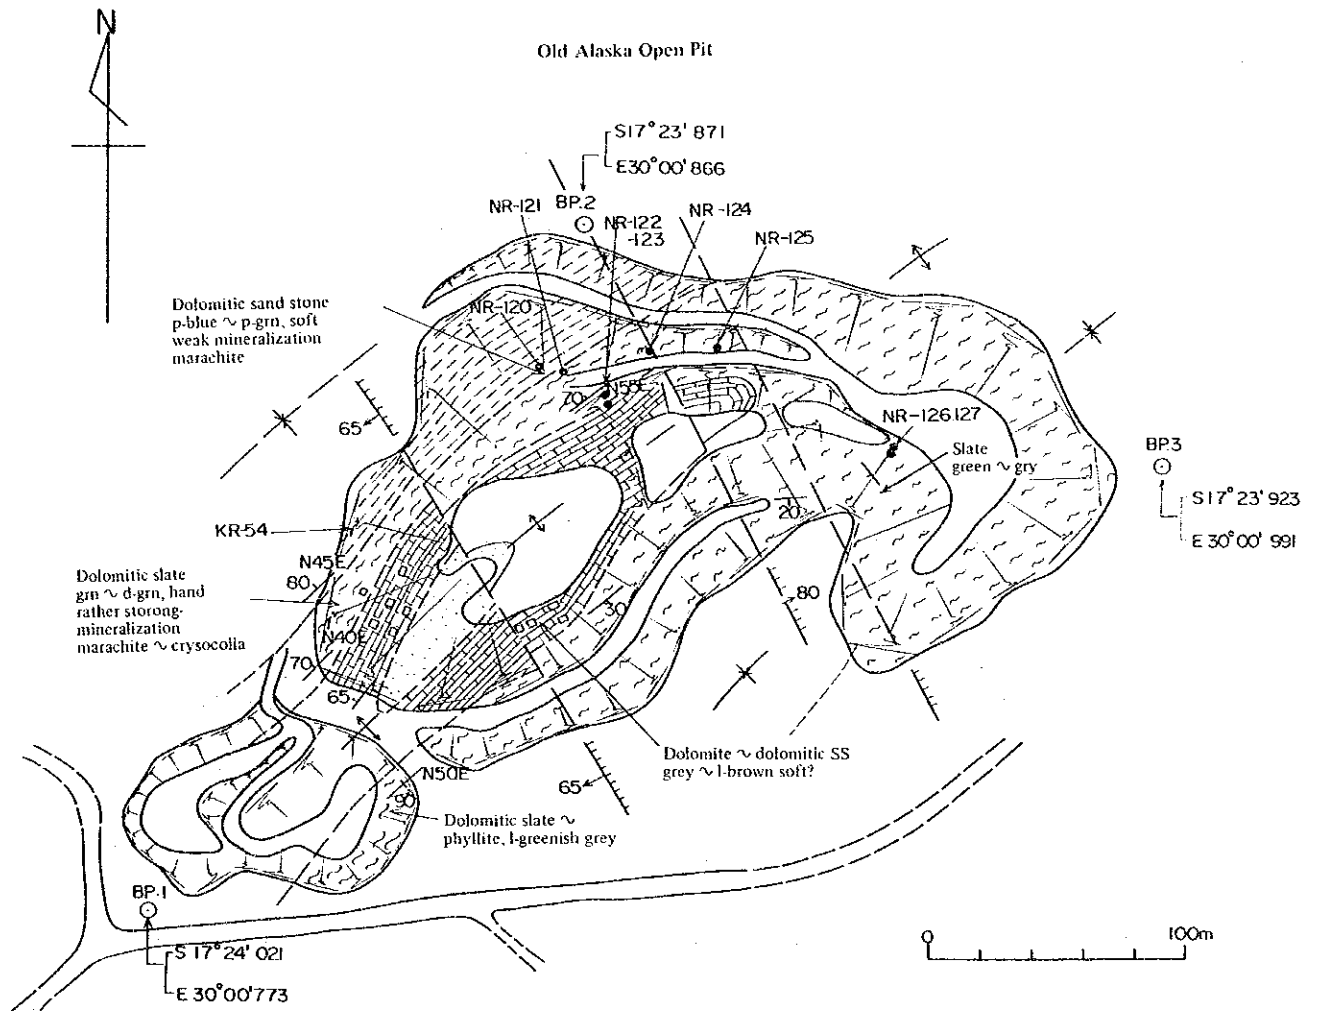 N
Old Alaska Open Pit
S17° 23' 871
E30°00' 866
BP.2
NR-121
NR-122
-123
NR-124
NR-125
NR-120
Dolomitic sand stone
p-blue ~ p-grn, soft
weak mineralization
marachite
65
70
N55E
NR-126.127
Slate
green ~ gry
BP.3
S17° 23' 923
E 30°00' 991
KR-54
20
N45E
80
Dolomitic slate
grn ~ d-grn, hand
rather storong-
mineralization
marachite ~ crysocolla
80
30
N40E
70
65
Dolomite ~ dolomitic SS
grey ~ l-brown soft?
N50E
65
90
Dolomitic slate ~
phyllite, l-greenish grey
BP.1
S 17° 24' 021
E 30°00'773
0
100m